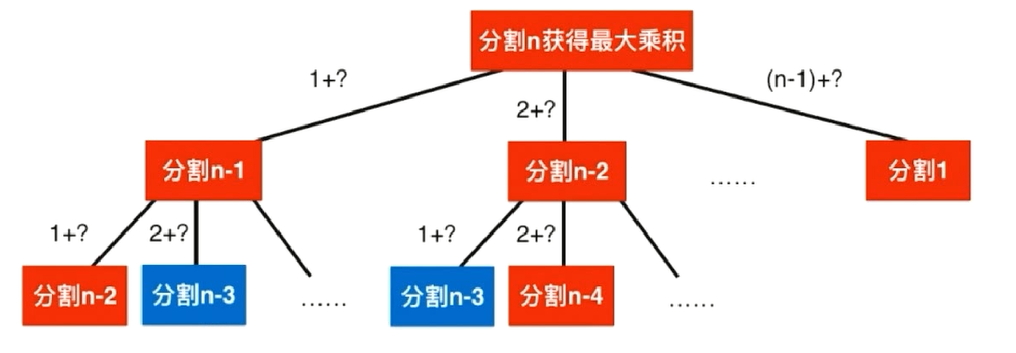 分割n获得最大乘积
1+?
2+?
(n-1)+?
分割n-1
分割n-2
……
分割1
1+?
2+?
1+?
2+?
分割n-2
分割n-3
……
分割n-3
分割n-4
……